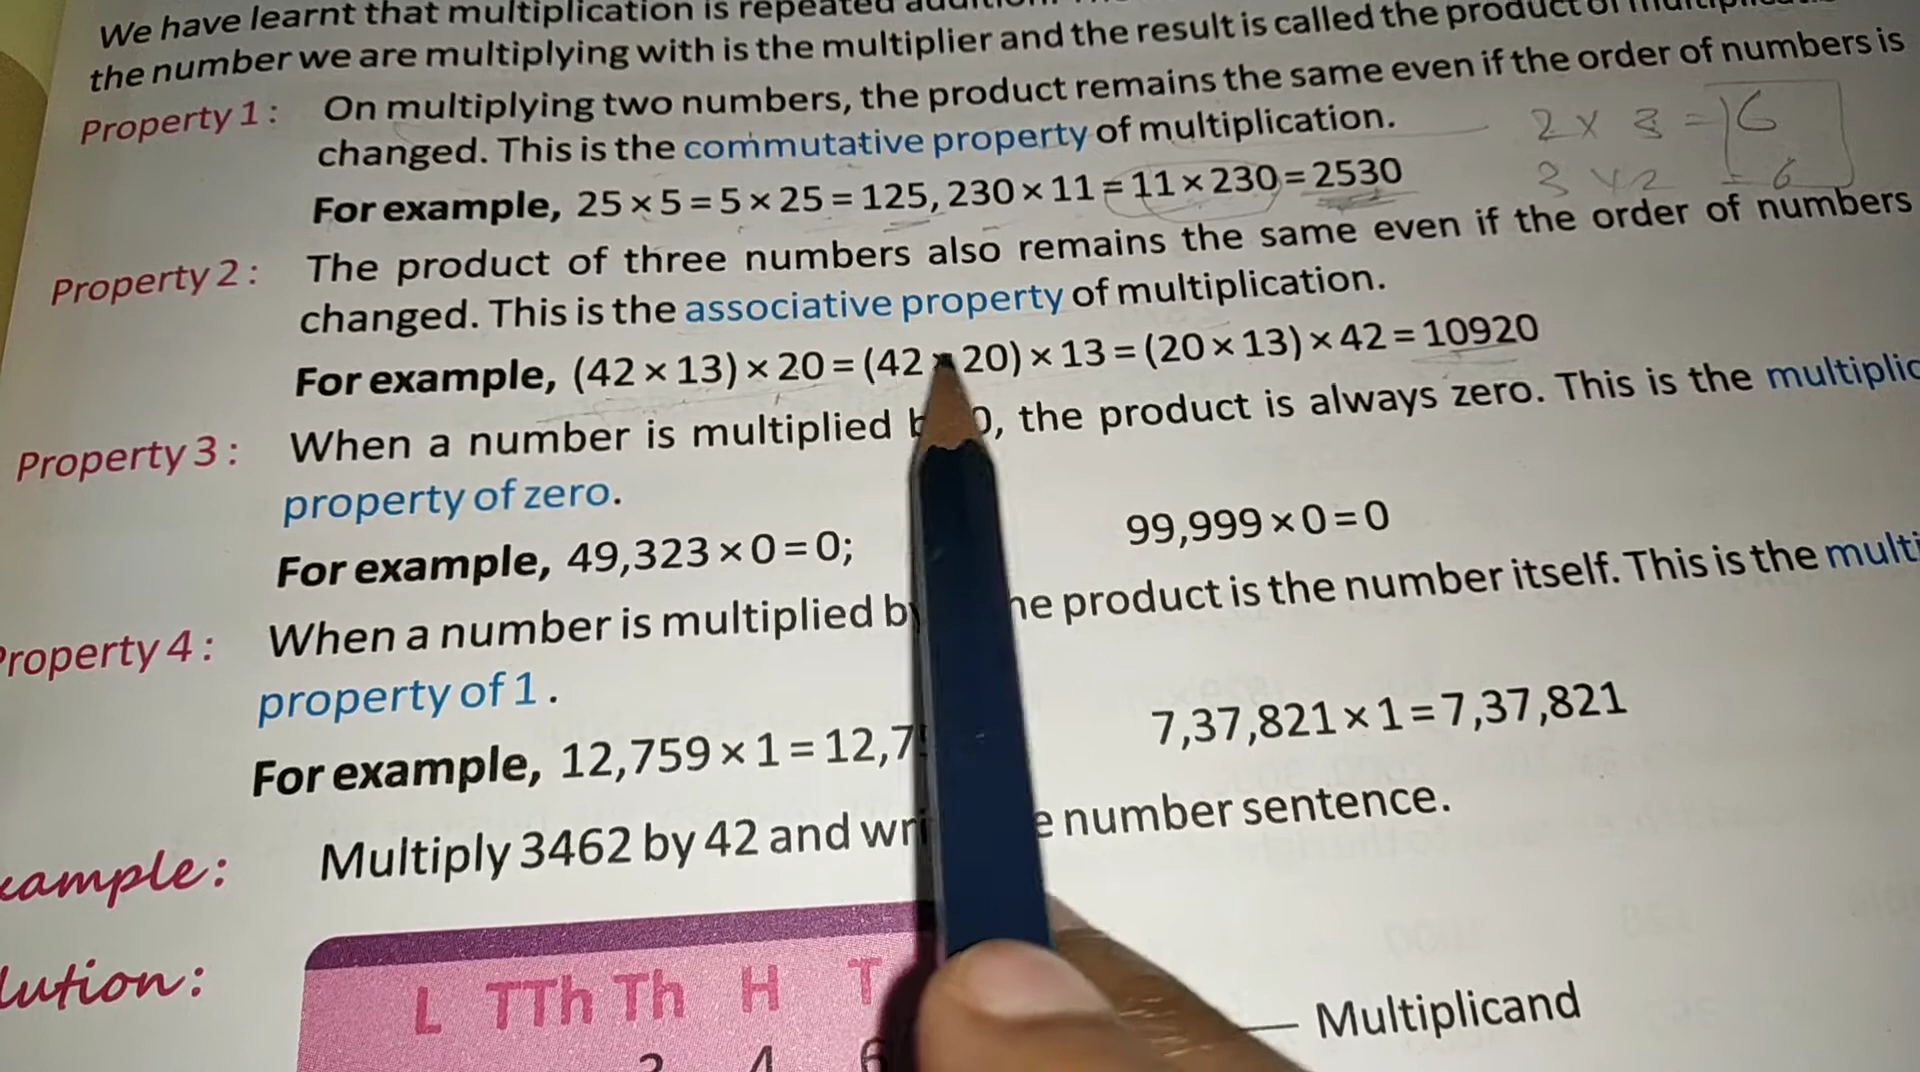 We have learnt that multiplication is repeated
the number we are multiplying with is the multiplier and the result is called the product of
Property 1 : On multiplying two numbers, the product remains the same even if the order of numbers is
changed. This is the commutative property of multiplication.
2 × 3 = 6
3 × 2 = 6
For example, 25 × 5 = 5 × 25 = 125, 230 × 11 = 11 × 230 = 2530
Property 2 : The product of three numbers also remains the same even if the order of numbers
changed. This is the associative property of multiplication.
For example, (42 × 13) × 20 = (42 × 20) × 13 = (20 × 13) × 42 = 10920
Property 3 : When a number is multiplied 0, the product is always zero. This is the
property of zero.
For example, 49,323 × 0 = 0; 99,999 × 0 = 0
Property 4 : When a number is multiplied product is the number itself. This is the
property of 1 .
For example, 12,759 × 1 = 7,37,821 × 1 = 7,37,821
Multiply 3462 by 42 and number sentence.
L TTh Th H T
Multiplicand